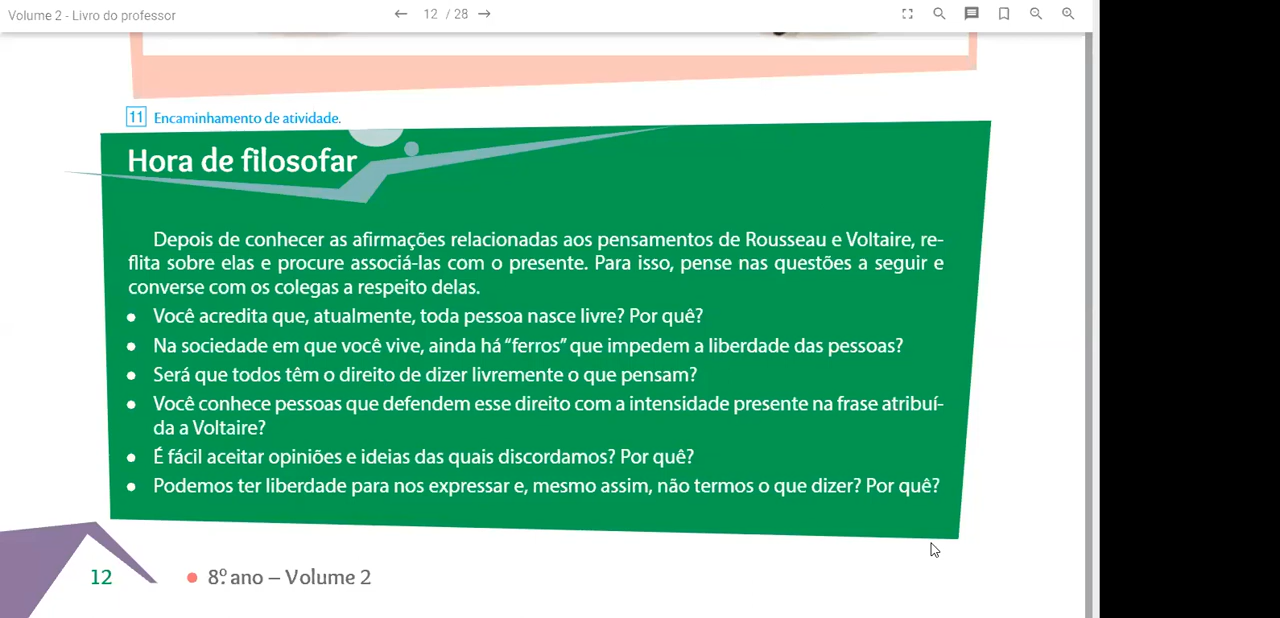 Volume 2 - Livro do professor
12 / 28
11 Encaminhamento de atividade.
Hora de filosofar
Depois de conhecer as afirmações relacionadas aos pensamentos de Rousseau e Voltaire, re-
flita sobre elas e procure associá-las com o presente. Para isso, pense nas questões a seguir e
converse com os colegas a respeito delas.
• Você acredita que, atualmente, toda pessoa nasce livre? Por quê?
• Na sociedade em que você vive, ainda há “ferros” que impedem a liberdade das pessoas?
• Será que todos têm o direito de dizer livremente o que pensam?
• Você conhece pessoas que defendem esse direito com a intensidade presente na frase atribuí-
da a Voltaire?
• É fácil aceitar opiniões e ideias das quais discordamos? Por quê?
• Podemos ter liberdade para nos expressar e, mesmo assim, não termos o que dizer? Por quê?
12 • 8º. ano – Volume 2